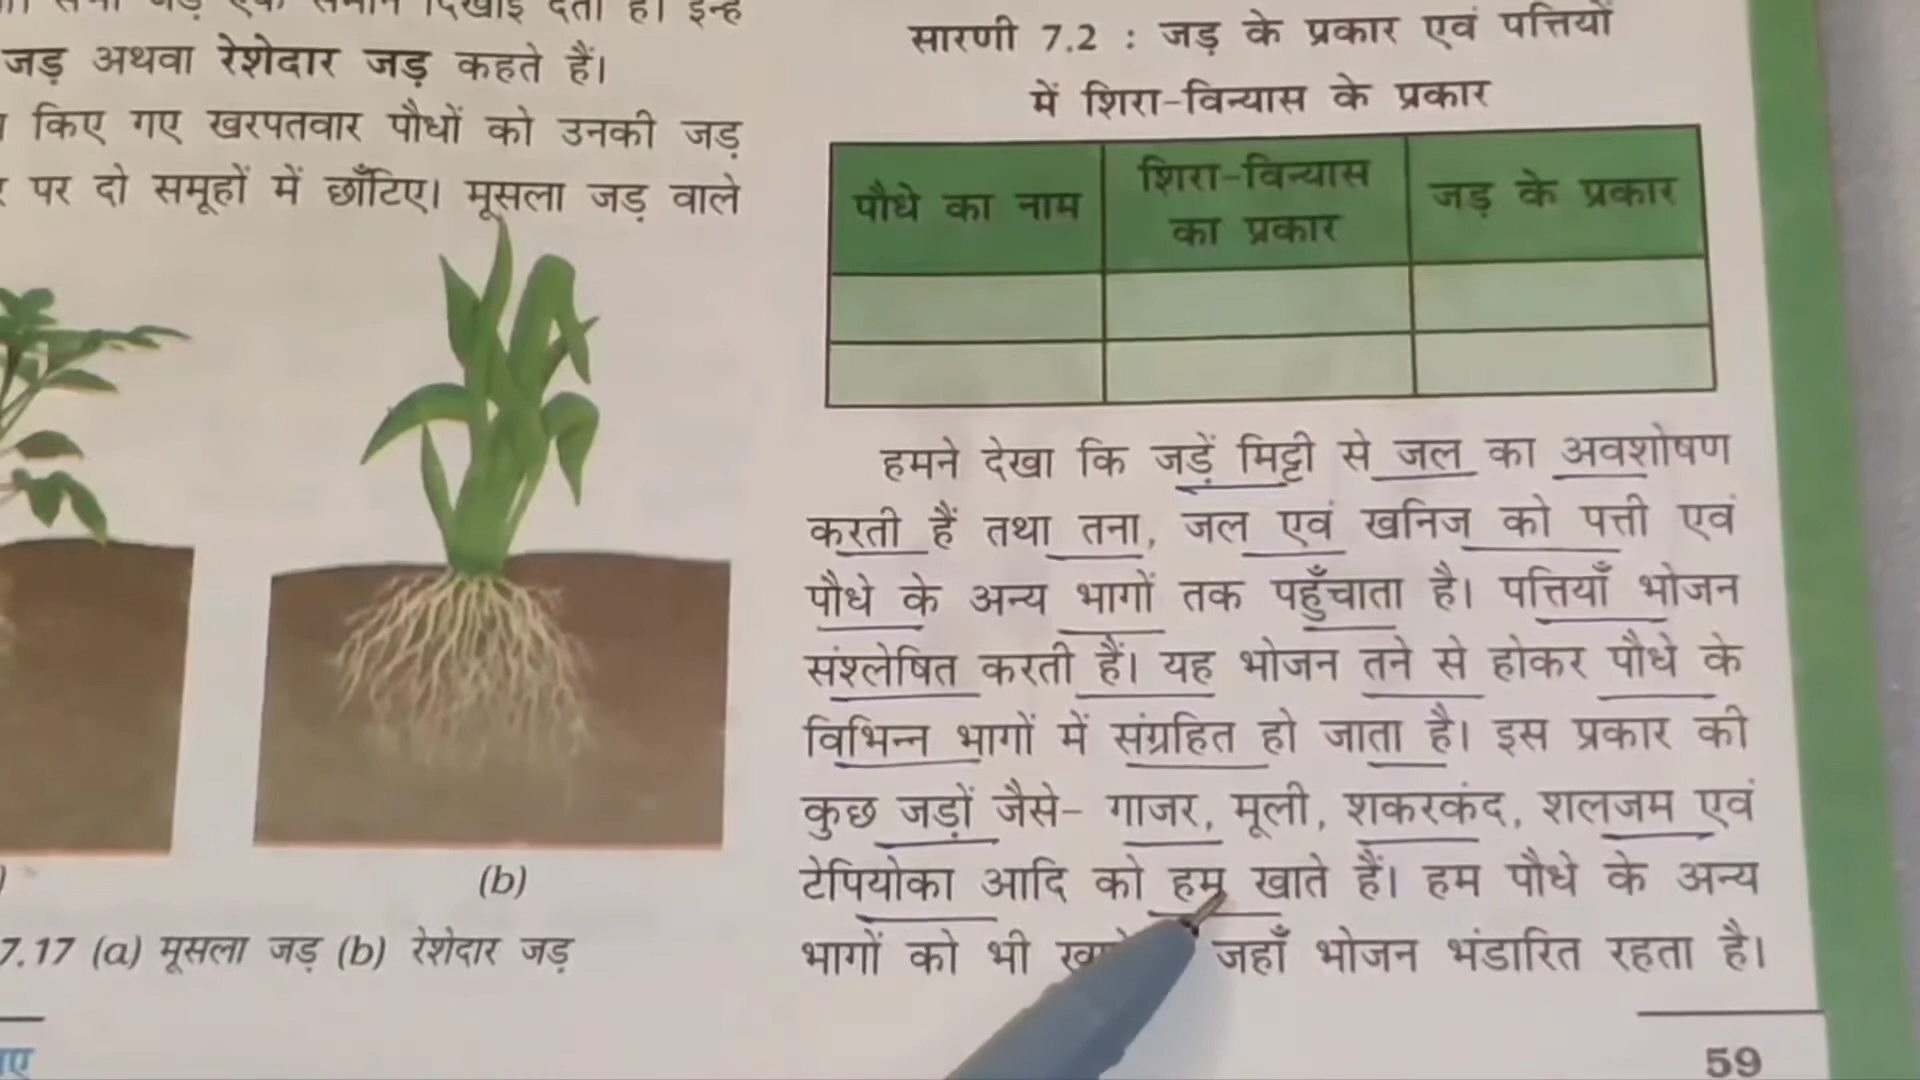 जड़ अथवा रेशेदार जड़ कहते हैं।
किए गए खरपतवार पौधों को उनकी जड़
पर दो समूहों में छाँटिए। मूसला जड़ वाले
(b)
7.17 (a) मूसला जड़ (b) रेशेदार जड़
सारणी 7.2 : जड़ के प्रकार एवं पत्तियों
में शिरा-विन्यास के प्रकार
पौधे का नाम
शिरा-विन्यास
का प्रकार
जड़ के प्रकार
हमने देखा कि जड़ें मिट्टी से जल का अवशोषण
करती हैं तथा तना, जल एवं खनिज को पत्ती एवं
पौधे के अन्य भागों तक पहुँचाता है। पत्तियाँ भोजन
संश्लेषित करती हैं। यह भोजन तने से होकर पौधे के
विभिन्न भागों में संग्रहित हो जाता है। इस प्रकार की
कुछ जड़ों जैसे- गाजर, मूली, शकरकंद, शलजम एवं
टेपियोका आदि को हम खाते हैं। हम पौधे के अन्य
भागों को भी जहाँ भोजन भंडारित रहता है।
59